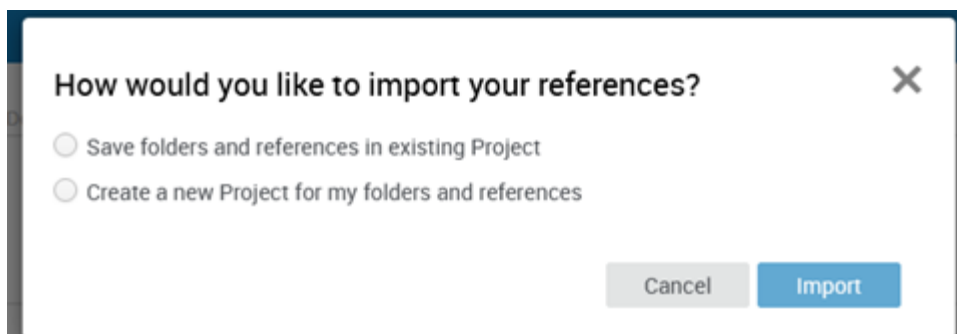 How would you like to import your references?
Save folders and references in existing Project
Create a new Project for my folders and references
Cancel Import